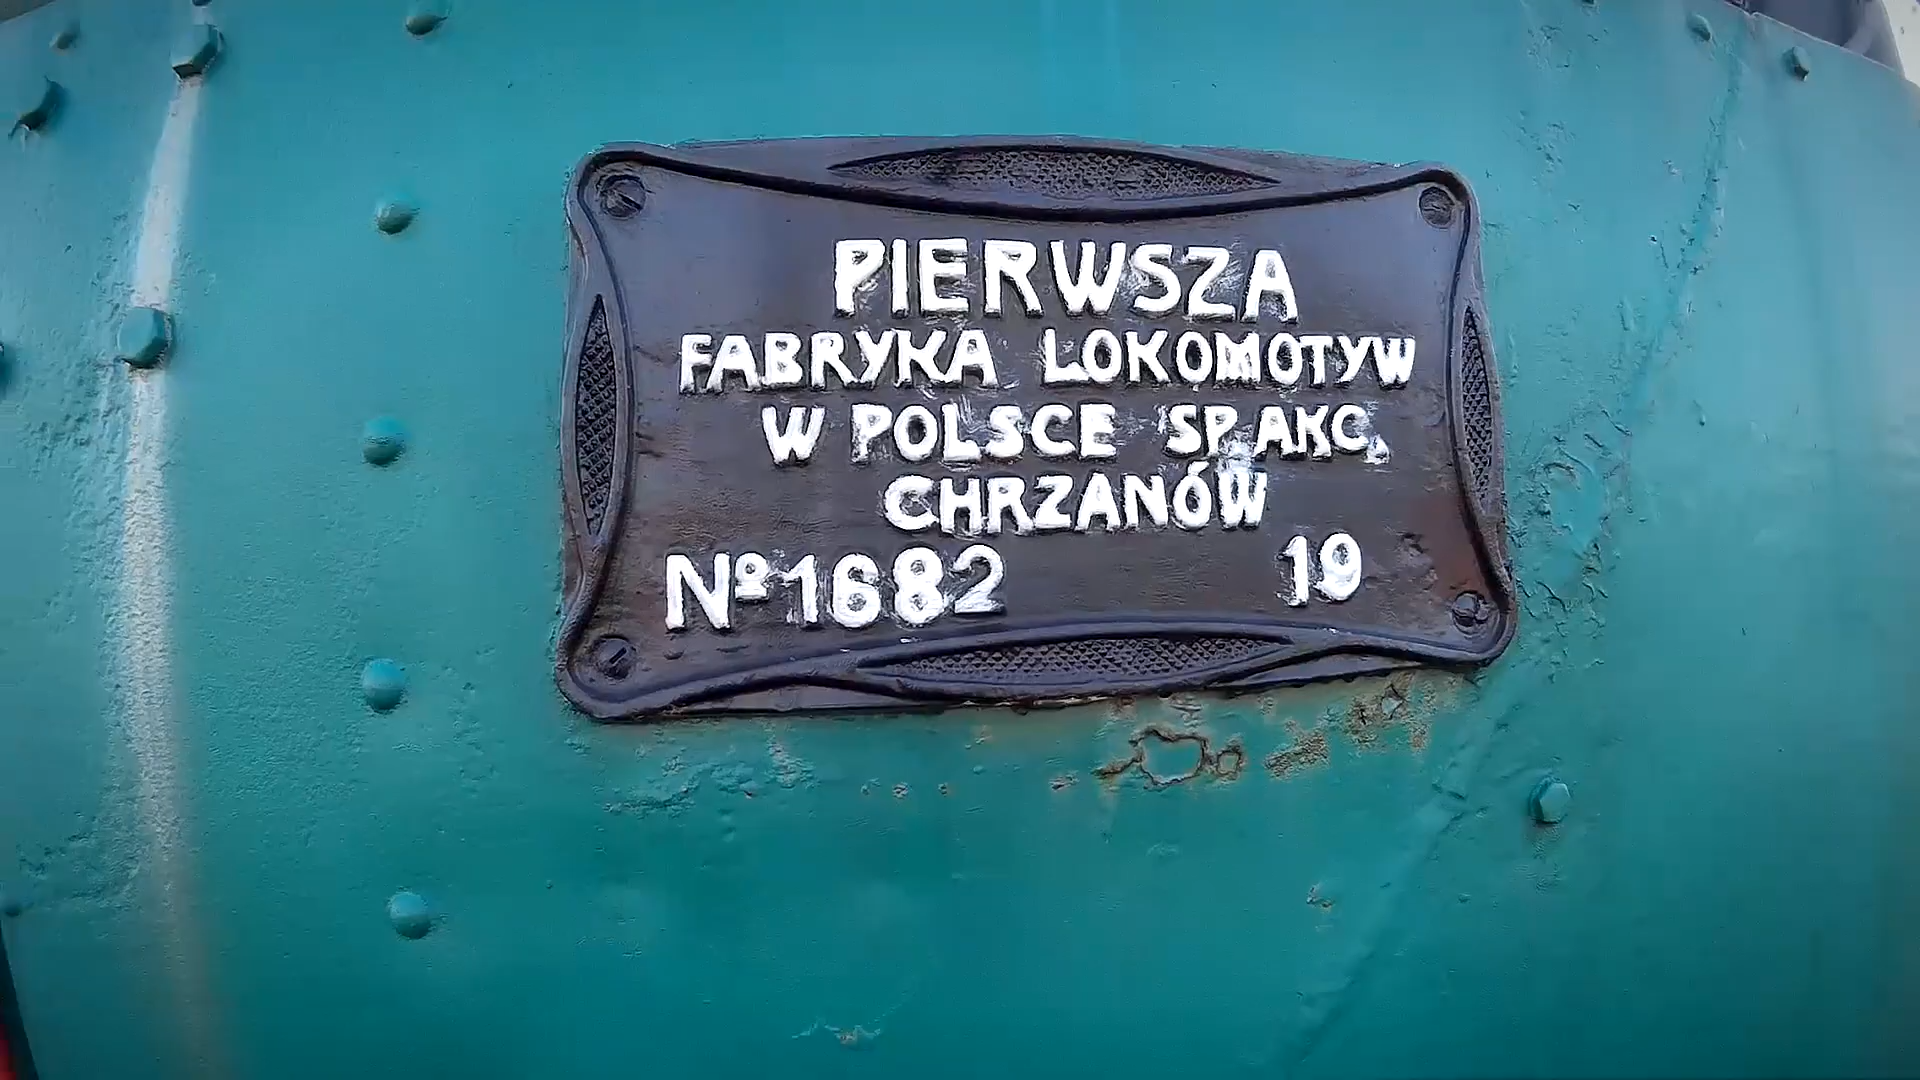 PIERWSZA
FABRYKA LOKOMOTYW
W POLSCE SP.AKC,
CHRZANÓW
Nº1682 19